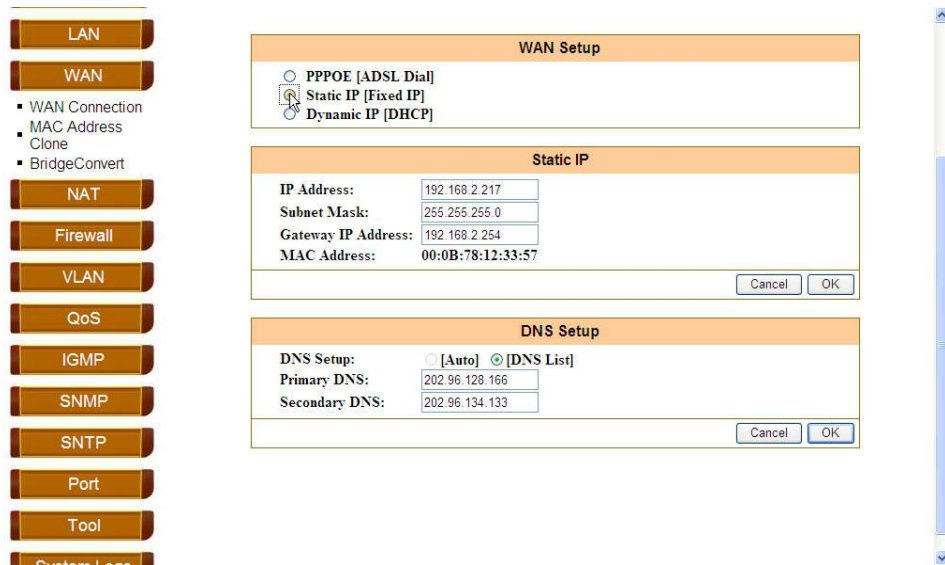 LAN
WAN
WAN Connection
MAC Address
Clone
BridgeConvert
NAT
Firewall
VLAN
QoS
IGMP
SNMP
SNTP
Port
Tool
System Logs
WAN Setup
PPPOE [ADSL Dial]
Static IP [Fixed IP]
Dynamic IP [DHCP]
Static IP
IP Address: 192.168.2.217
Subnet Mask: 255.255.255.0
Gateway IP Address: 192.168.2.254
MAC Address: 00:0B:78:12:33:57
Cancel OK
DNS Setup
DNS Setup: [Auto] [DNS List]
Primary DNS: 202.96.128.166
Secondary DNS: 202.96.134.133
Cancel OK